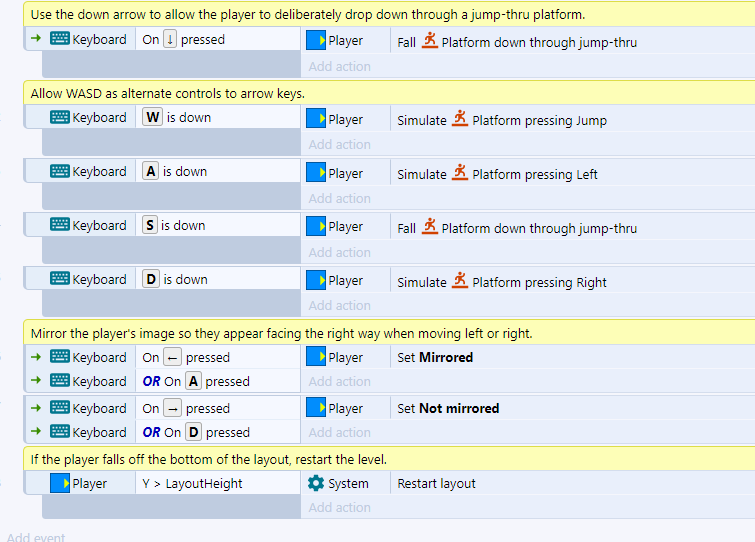 Use the down arrow to allow the player to deliberately drop down through a jump-thru platform.
Keyboard On ↓ pressed Player Fall Platform down through jump-thru
Add action
Allow WASD as alternate controls to arrow keys.
Keyboard W is down Player Simulate Platform pressing Jump
Add action
Keyboard A is down Player Simulate Platform pressing Left
Add action
Keyboard S is down Player Fall Platform down through jump-thru
Add action
Keyboard D is down Player Simulate Platform pressing Right
Add action
Mirror the player's image so they appear facing the right way when moving left or right.
Keyboard On ← pressed Player Set Mirrored
Keyboard OR On A pressed Add action
Keyboard On → pressed Player Set Not mirrored
Keyboard OR On D pressed Add action
If the player falls off the bottom of the layout, restart the level.
Player Y > LayoutHeight System Restart layout
Add action
Add event